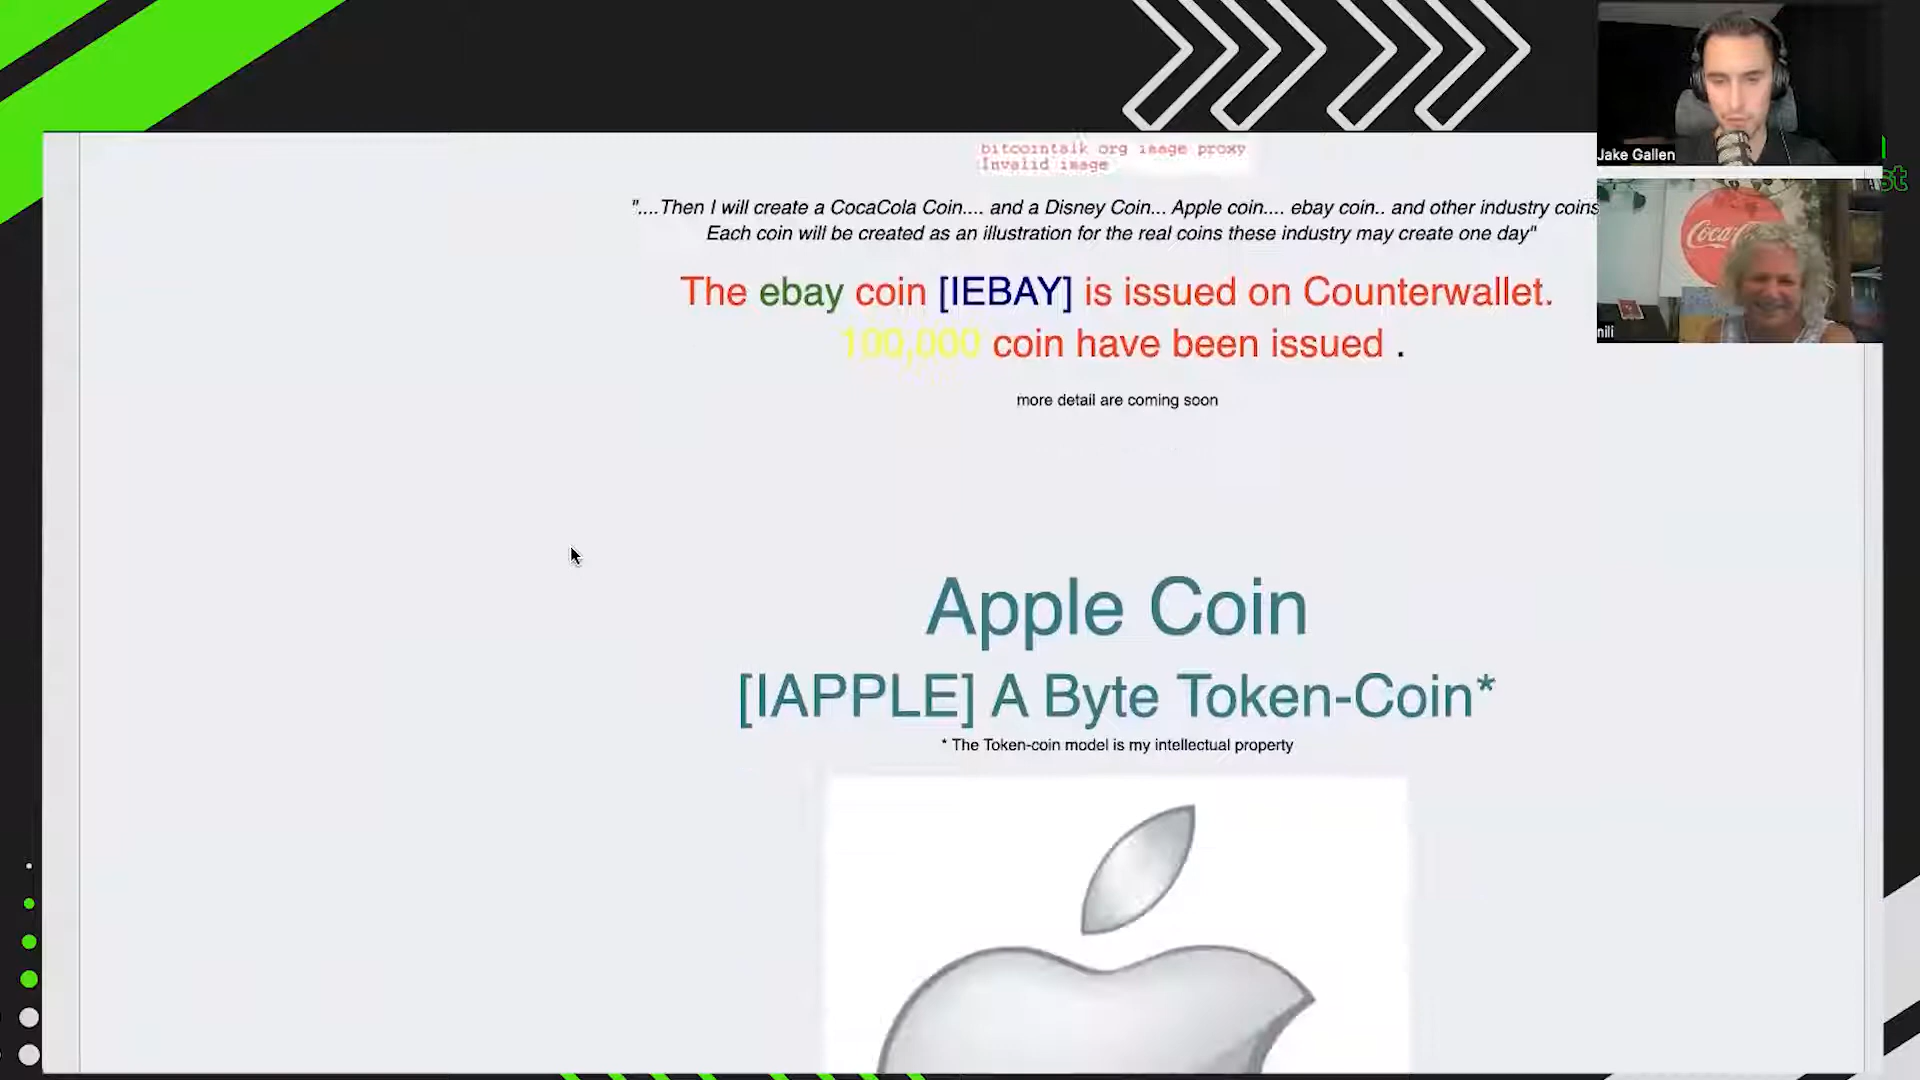 bitcointalk org image proxy
Invalid image
"....Then I will create a CocaCola Coin.... and a Disney Coin... Apple coin.... ebay coin.. and other industry coins
Each coin will be created as an illustration for the real coins these industry may create one day"
The ebay coin [IEBAY] is issued on Counterwallet.
100,000 coin have been issued .
more detail are coming soon
Apple Coin
[IAPPLE] A Byte Token-Coin*
* The Token-coin model is my intellectual property
Jake Gallen
st
Coca
nili